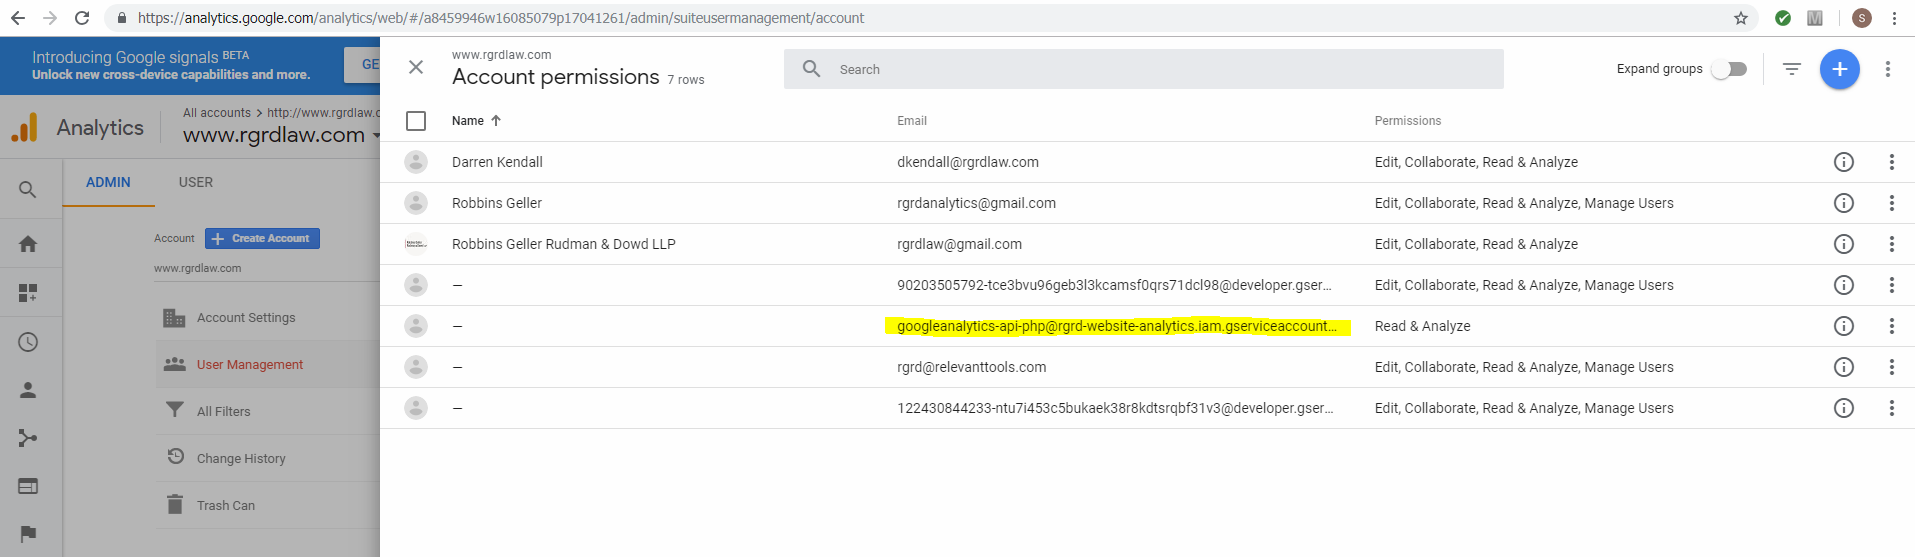 https://analytics.google.com/analytics/web/#/a8459946w16085079p17041261/admin/suiteusermanagement/account
S
Introducing Google signals BETA
Unlock new cross-device capabilities and more.
GE
Analytics
All accounts > http://www.rgrdlaw.c
www.rgrdlaw.com
ADMIN USER
Account + Create Account
www.rgrdlaw.com
Account Settings
User Management
All Filters
Change History
Trash Can
www.rgrdlaw.com
Account permissions 7 rows
Search
Expand groups
Name Email Permissions
Darren Kendall dkendall@rgrdlaw.com Edit, Collaborate, Read & Analyze
Robbins Geller rgrdanalytics@gmail.com Edit, Collaborate, Read & Analyze, Manage Users
Robbins Geller Rudman & Dowd LLP rgrdlaw@gmail.com Edit, Collaborate, Read & Analyze
— 90203505792-tce3bvu96geb3l3kcamsf0qrs71dcl98@developer.gser... Edit, Collaborate, Read & Analyze, Manage Users
— googleanalytics-api-php@rgrd-website-analytics.iam.gserviceaccount... Read & Analyze
— rgrd@relevanttools.com Edit, Collaborate, Read & Analyze, Manage Users
— 122430844233-ntu7i453c5bukaek38r8kdtsrqbf31v3@developer.gser... Edit, Collaborate, Read & Analyze, Manage Users